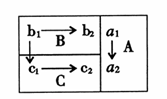 b₁ → b₂ a₁
B A
c₁ → c₂ a₂
C